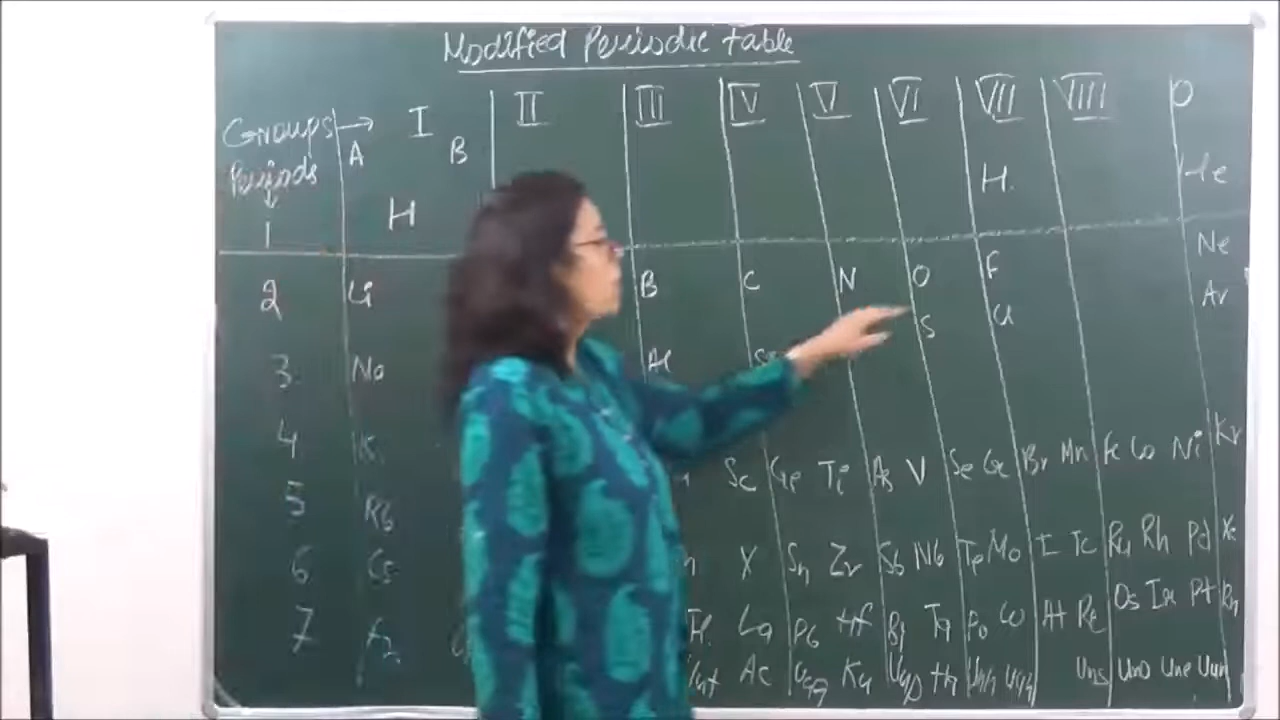 Modified Periodic table
Groups → I II III IV V VI VII VIII O
Periods A B
↓ H H He
1
2 Li B C N O F Ne
3 Na Al S Cl Ar
4 K Sc Ge Ti As V Se Br Mn Fe Co Ni Kr
5 Rb Y Sn Zr Sb Nb Te Mo I Tc Ru Rh Pd Xe
6 Cs La Pb Hf Bi Ta Po W At Re Os Ir Pt Rn
7 Fr Ac Ku Ha Uns Uno Une Uun